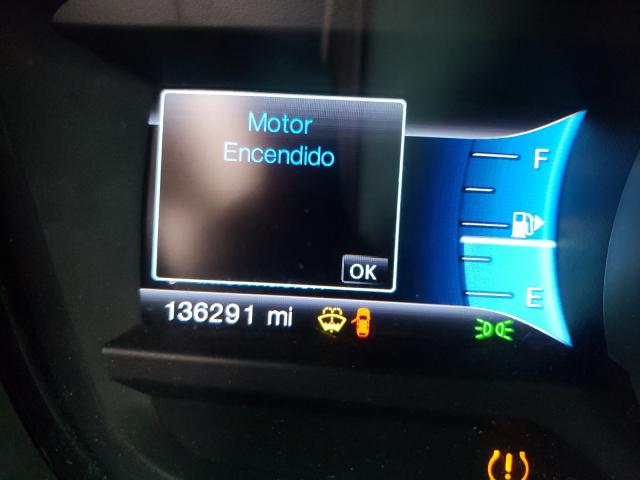 Motor
Encendido
OK
136291 mi
F
E